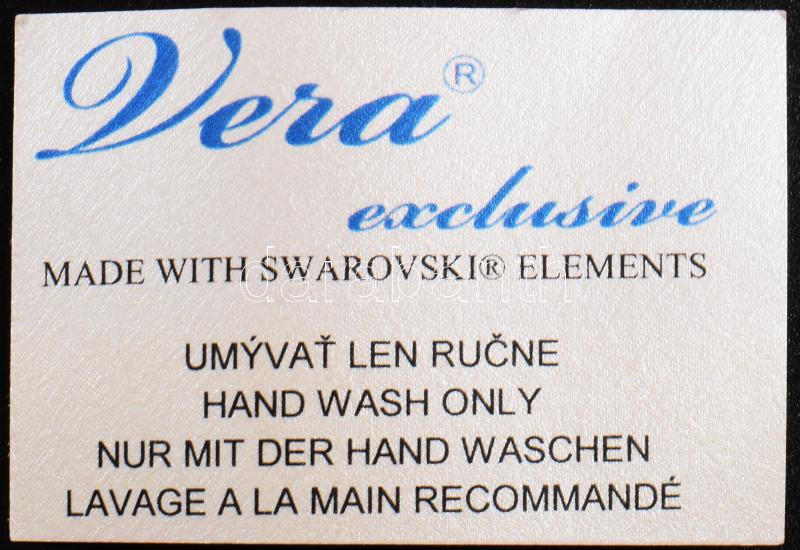 Vera®
exclusive
MADE WITH SWAROVSKI® ELEMENTS
darabanth
UMÝVAŤ LEN RUČNE
HAND WASH ONLY
NUR MIT DER HAND WASCHEN
LAVAGE A LA MAIN RECOMMANDÉ